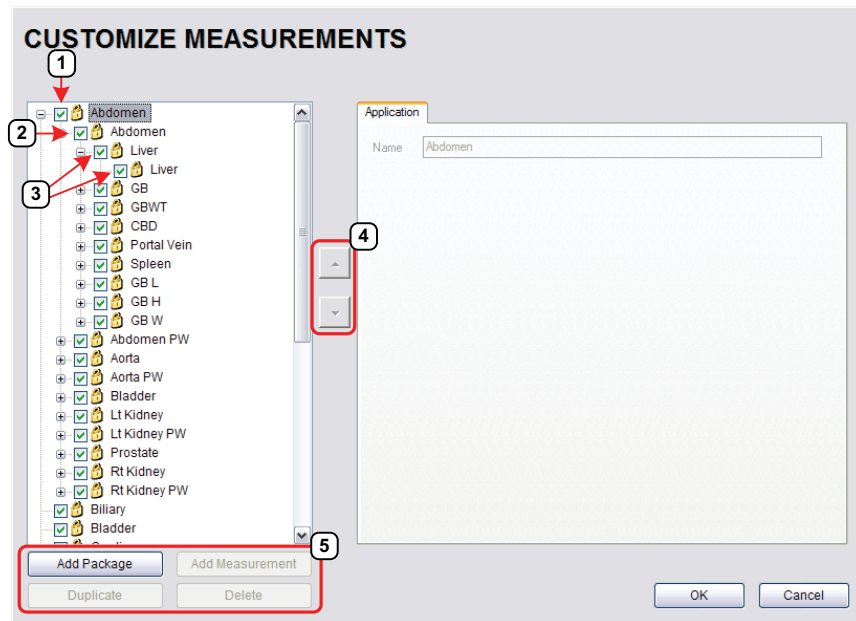 CUSTOMIZE MEASUREMENTS
1
Abdomen
2
Abdomen
Liver
Liver
3
GB
GBWT
CBD
Portal Vein
Spleen
GB L
GB H
GB W
Abdomen PW
Aorta
Aorta PW
Bladder
Lt Kidney
Lt Kidney PW
Prostate
Rt Kidney
Rt Kidney PW
Biliary
Bladder
4
Application
Name Abdomen
5
Add Package Add Measurement
Duplicate Delete
OK Cancel